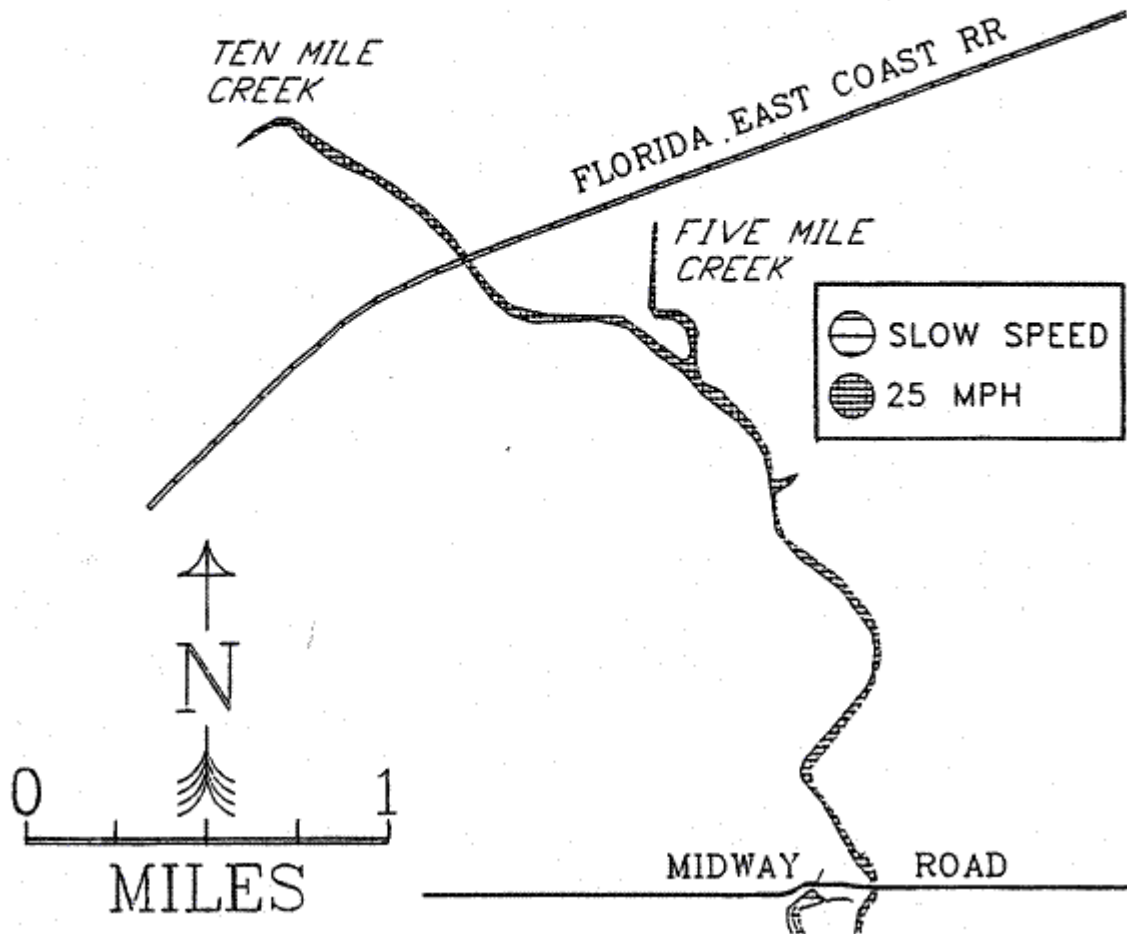 TEN MILE
CREEK
FLORIDA EAST COAST RR
FIVE MILE
CREEK
SLOW SPEED
25 MPH
N
0 1
MILES
MIDWAY ROAD